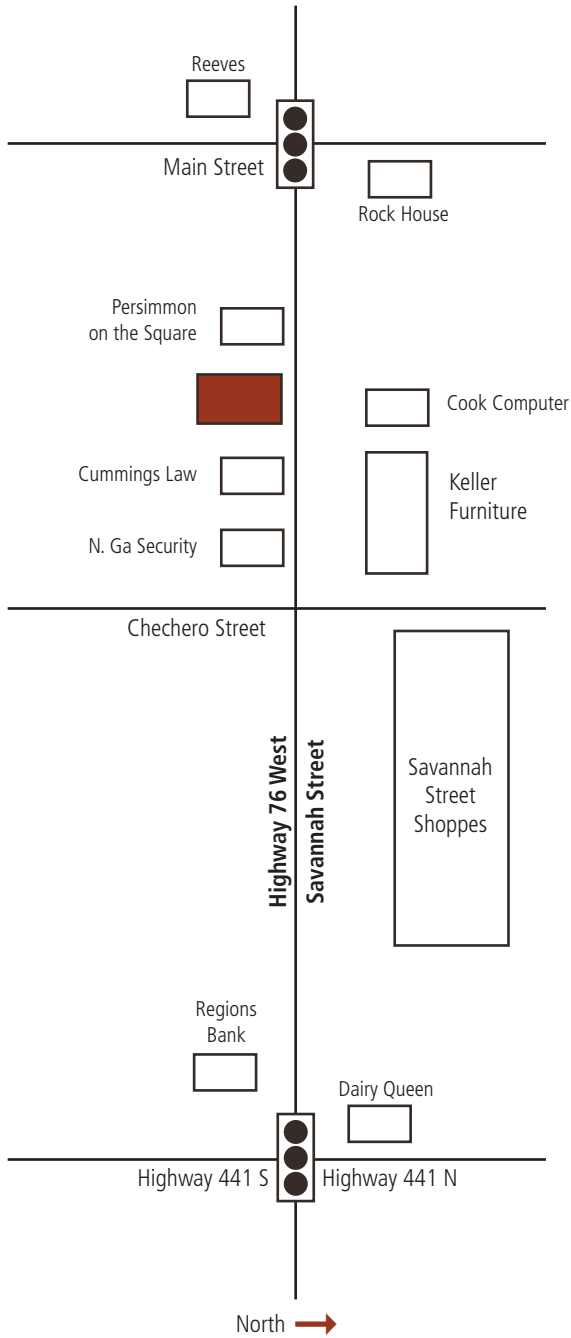 Reeves
Main Street
Rock House
Persimmon
on the Square
Cook Computer
Cummings Law
Keller
Furniture
N. Ga Security
Chechero Street
Highway 76 West
Savannah Street
Savannah
Street
Shoppes
Regions
Bank
Dairy Queen
Highway 441 S
Highway 441 N
North